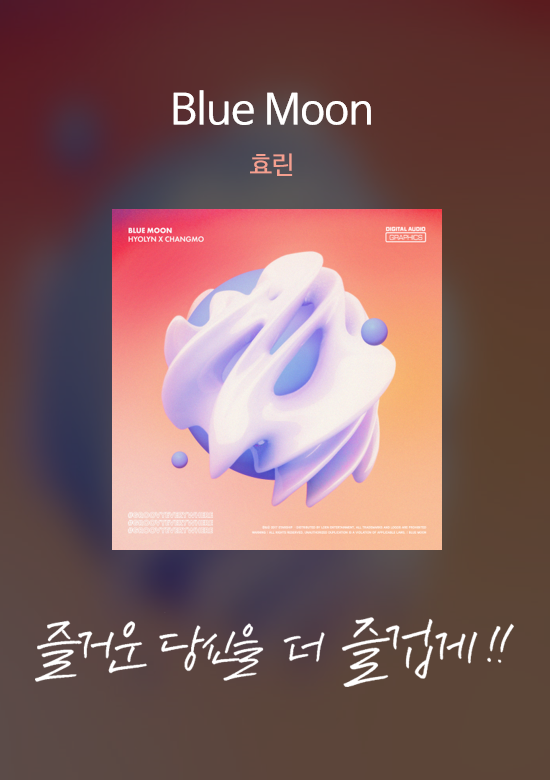 Blue Moon
효린
BLUE MOON
HYOLYN X CHANGMO
DIGITAL AUDIO
GRAPHICS
즐거운 당신을 더 즐겁게!!